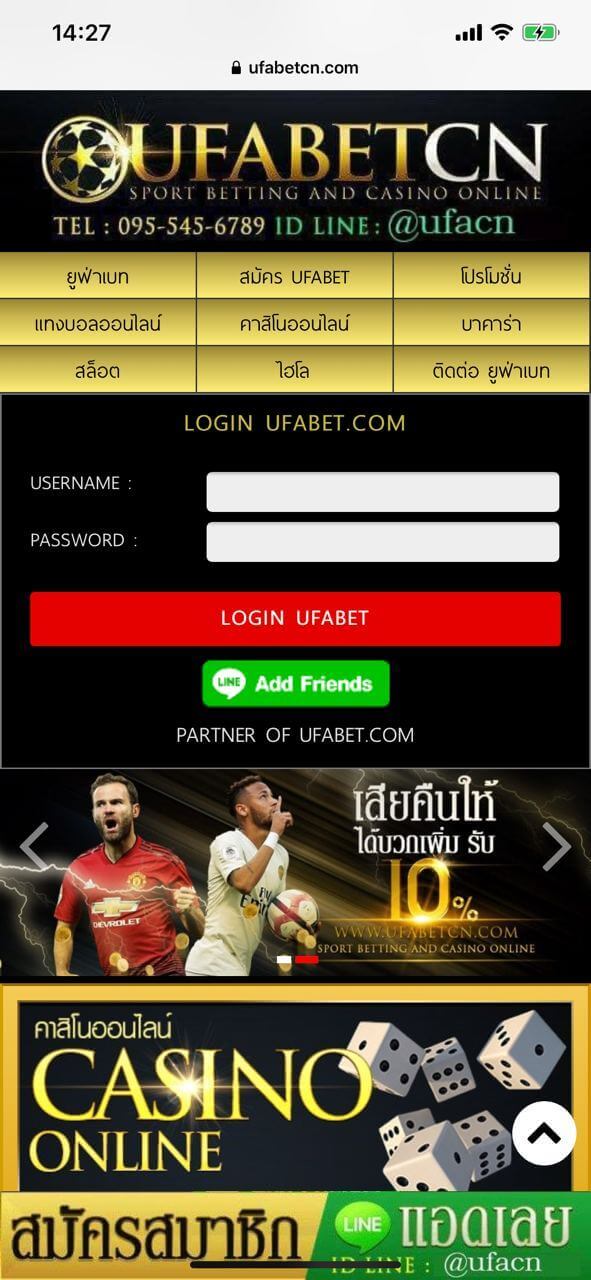 14:27
ufabetcn.com
UFABETCN
SPORT BETTING AND CASINO ONLINE
TEL : 095-545-6789 ID LINE : @ufacn
ยูฟ่าเบท สมัคร UFABET โปรโมชั่น
แทงบอลออนไลน์ คาสิโนออนไลน์ บาคาร่า
สล็อต ไฮโล ติดต่อ ยูฟ่าเบท
LOGIN UFABET.COM
USERNAME :
PASSWORD :
LOGIN UFABET
LINE Add Friends
PARTNER OF UFABET.COM
เสียคืนให้
ได้บวกเพิ่ม รับ
10%
CHEVROLET
WWW.UFABETCN.COM
SPORT BETTING AND CASINO ONLINE
คาสิโนออนไลน์
CASINO
ONLINE
สมัครสมาชิก LINE แอดเลย
ID LINE : @ufacn